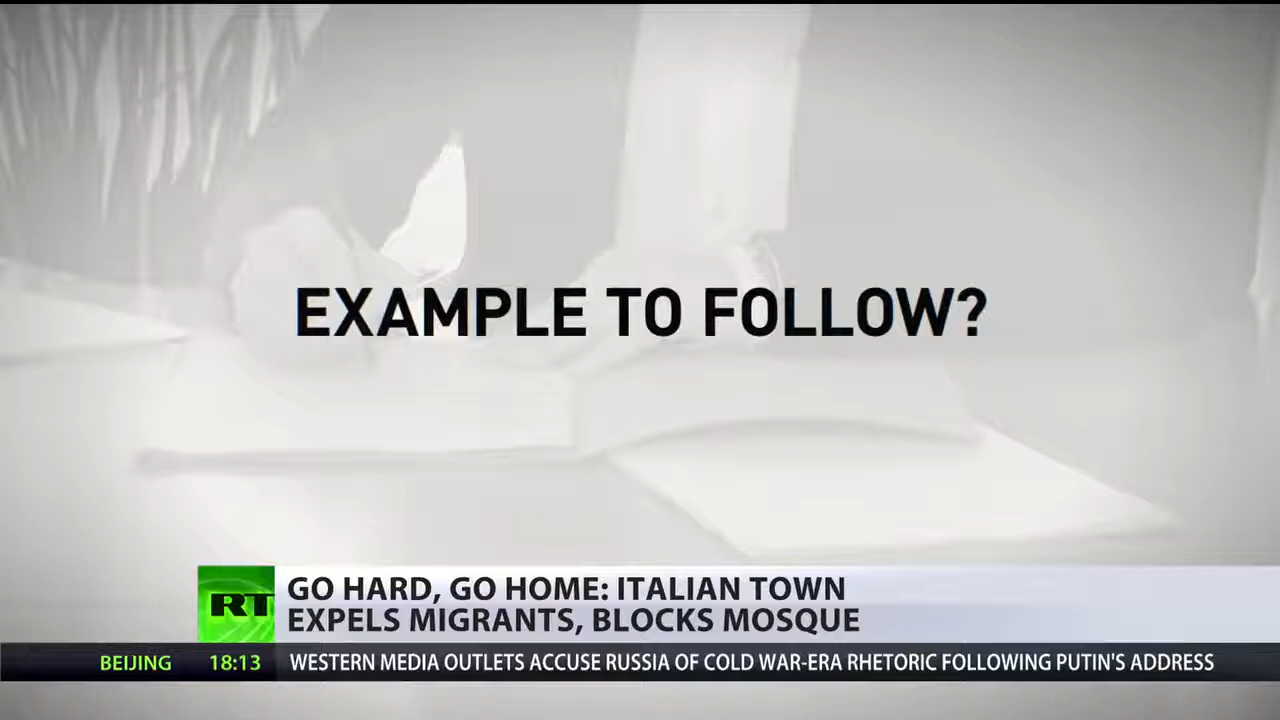 EXAMPLE TO FOLLOW?
RT
GO HARD, GO HOME: ITALIAN TOWN
EXPELS MIGRANTS, BLOCKS MOSQUE
BEIJING 18:13 WESTERN MEDIA OUTLETS ACCUSE RUSSIA OF COLD WAR-ERA RHETORIC FOLLOWING PUTIN'S ADDRESS